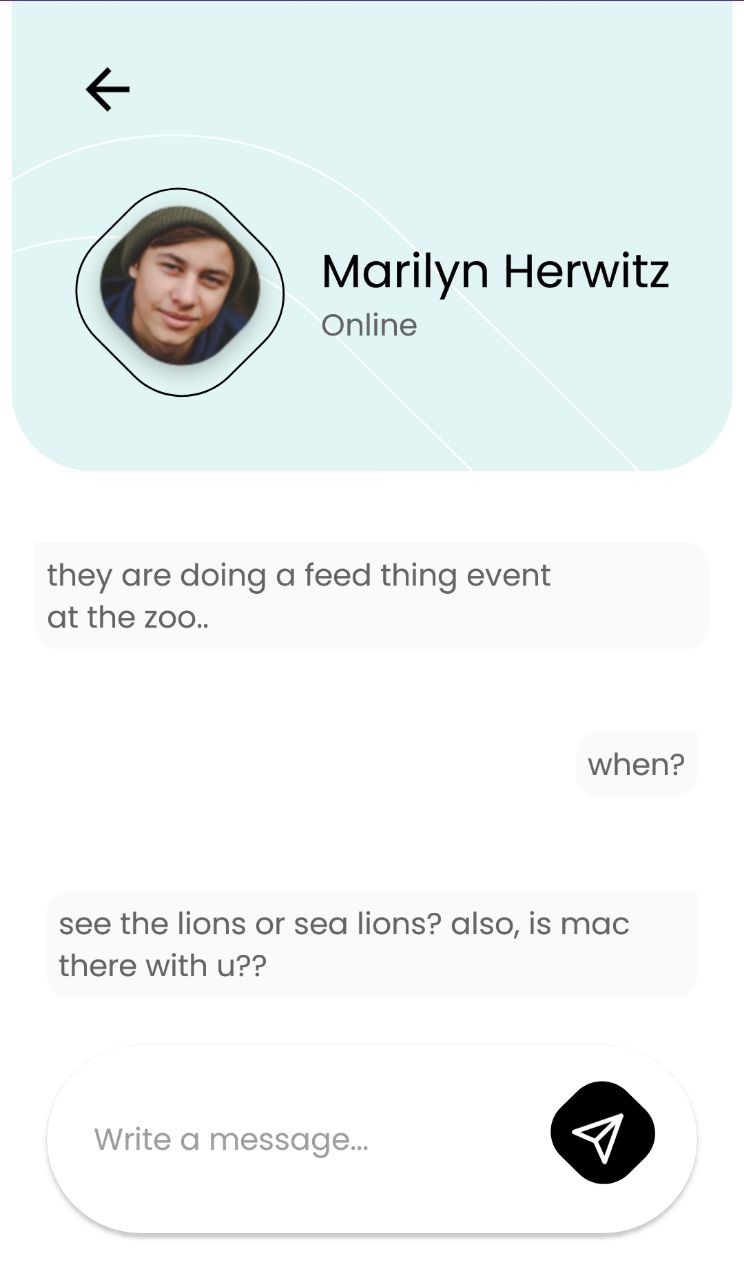 Marilyn Herwitz
Online
they are doing a feed thing event
at the zoo..
when?
see the lions or sea lions? also, is mac
there with u??
Write a message...